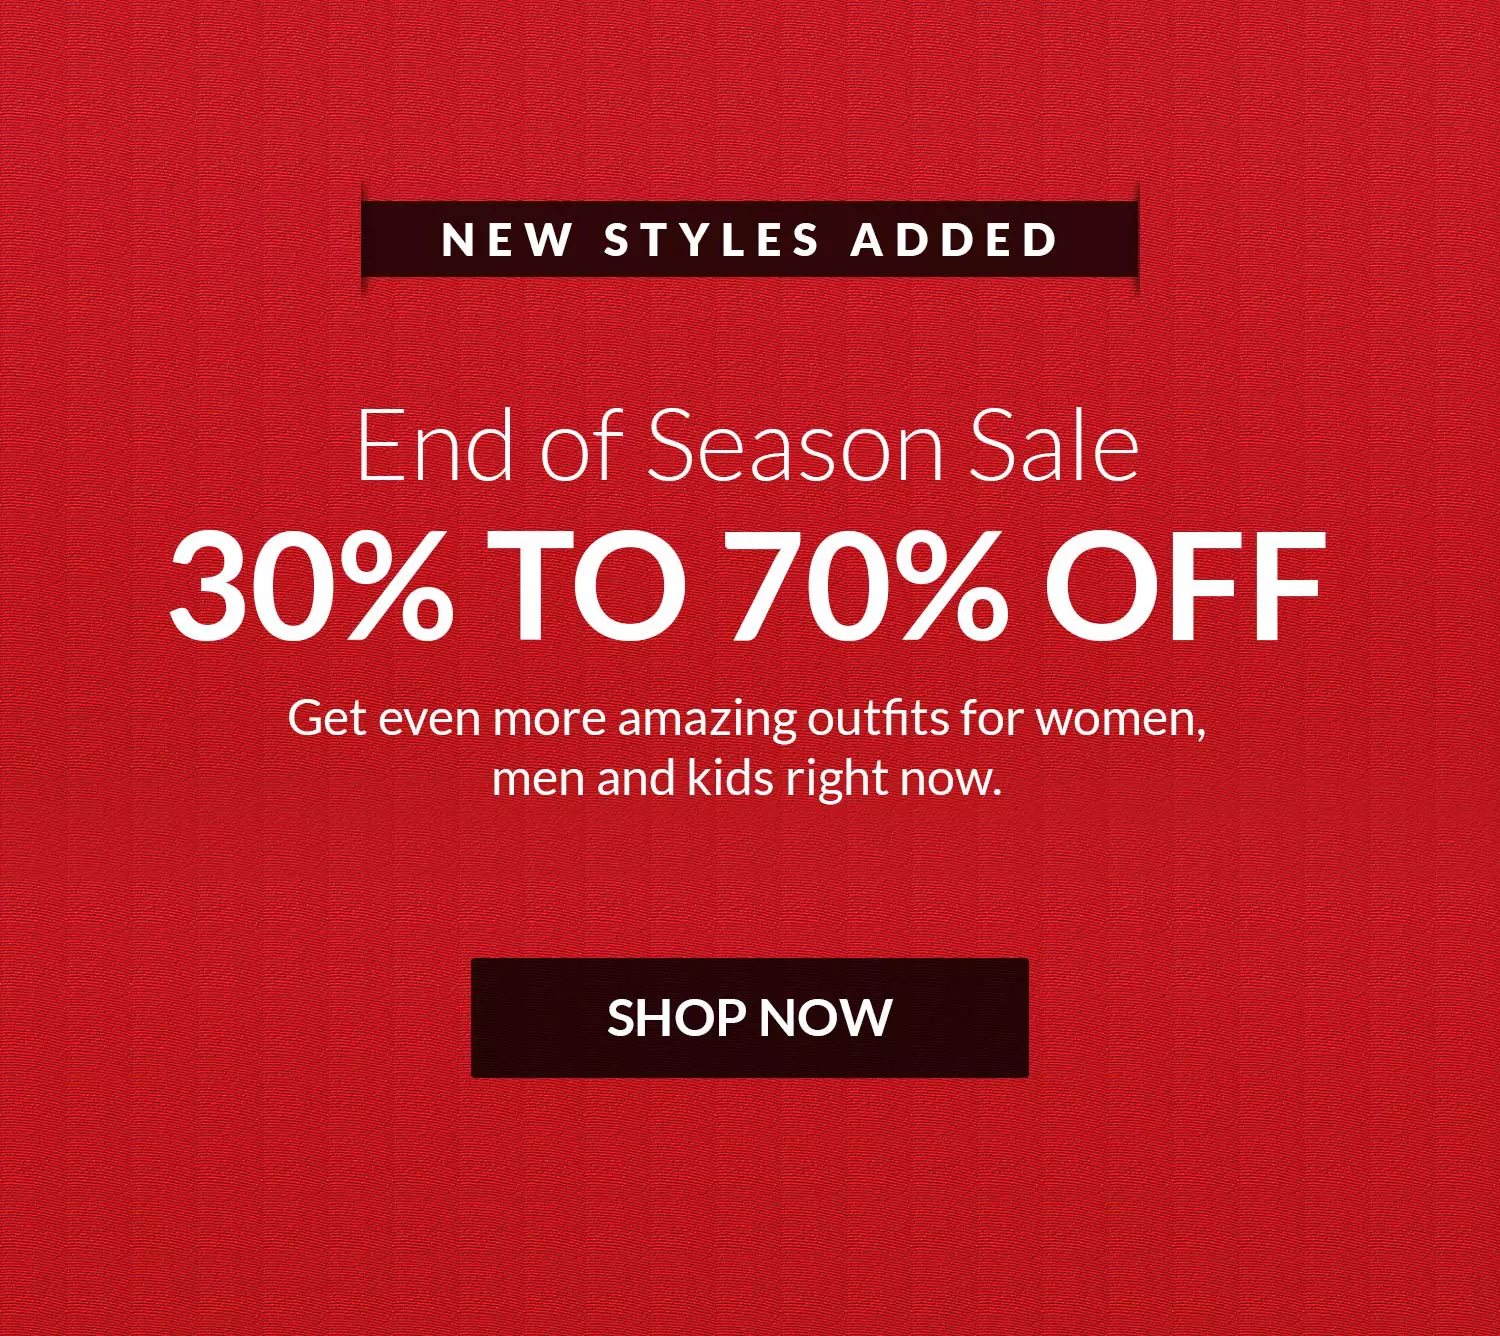 NEW STYLES ADDED
End of Season Sale
30% TO 70% OFF
Get even more amazing outfits for women,
men and kids right now.
SHOP NOW